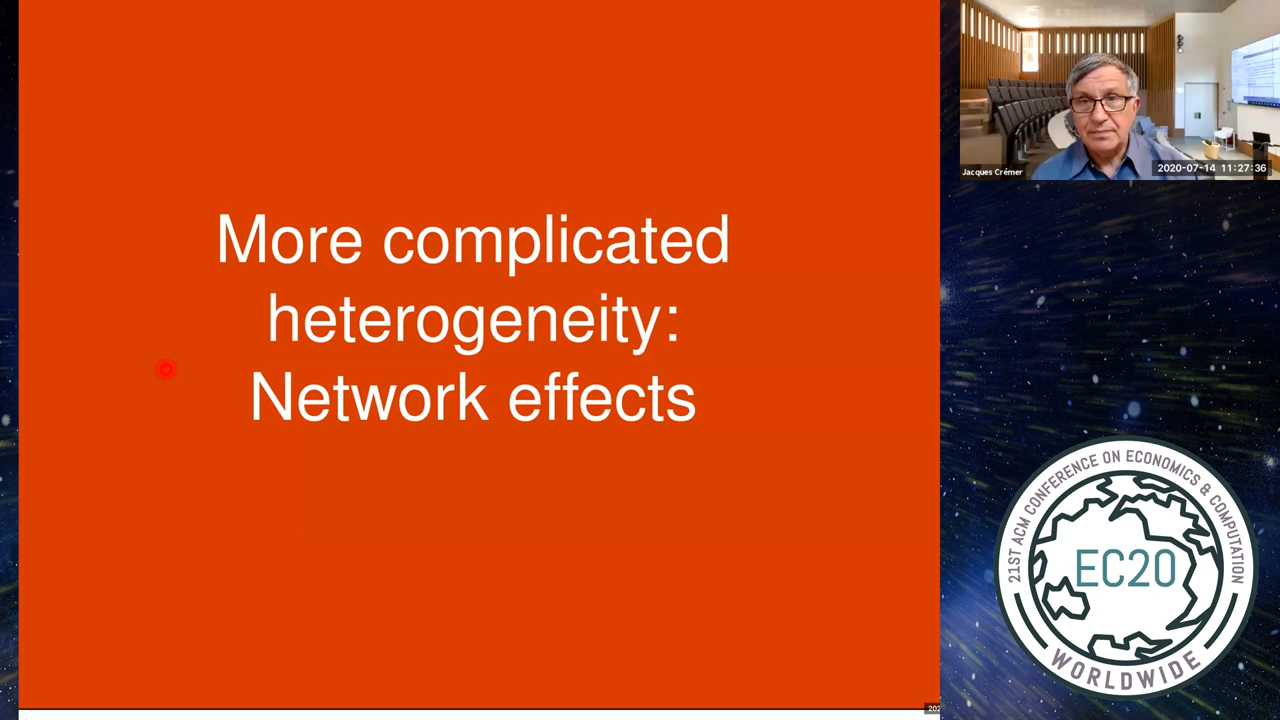 More complicated
heterogeneity:
Network effects
Jacques Crémer
2020-07-14 11:27:36
21ST ACM CONFERENCE ON ECONOMICS & COMPUTATION
EC20
WORLDWIDE